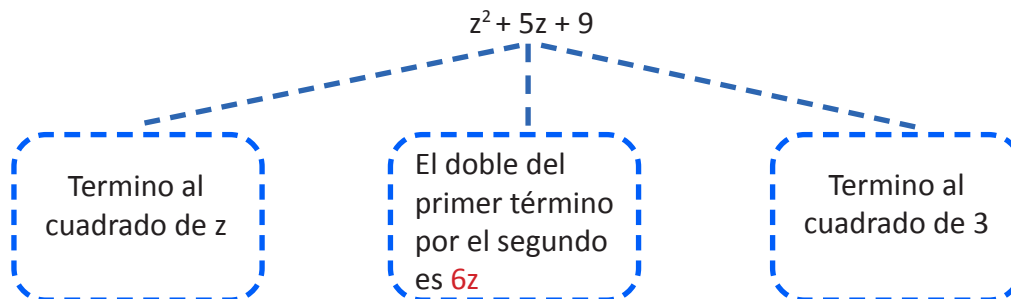 z² + 5z + 9
Termino al
cuadrado de z
El doble del
primer término
por el segundo
es 6z
Termino al
cuadrado de 3